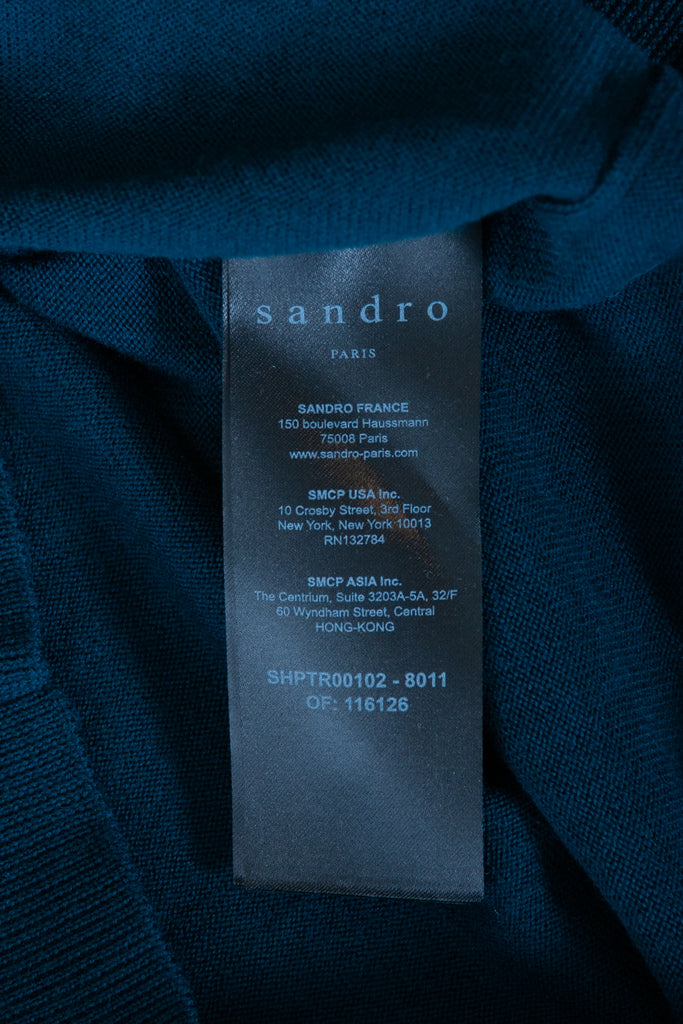 sandro
PARIS
SANDRO FRANCE
150 boulevard Haussmann
75008 Paris
www.sandro-paris.com
SMCP USA Inc.
10 Crosby Street, 3rd Floor
New York, New York 10013
RN132784
SMCP ASIA Inc.
The Centrium, Suite 3203A-5A, 32/F
60 Wyndham Street, Central
HONG-KONG
SHPTR00102 - 8011
OF: 116126